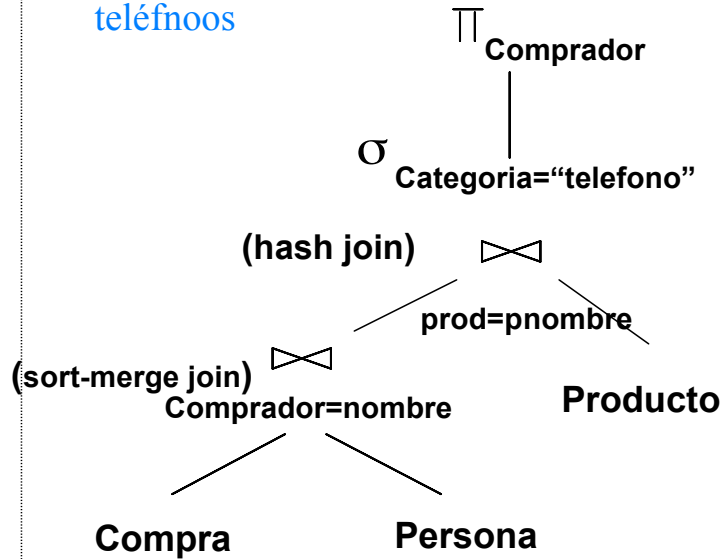 teléfnoos
π Comprador
σ Categoria=“telefono”
(hash join) ⋈
prod=pnombre
(sort-merge join) ⋈
Comprador=nombre
Producto
Compra Persona